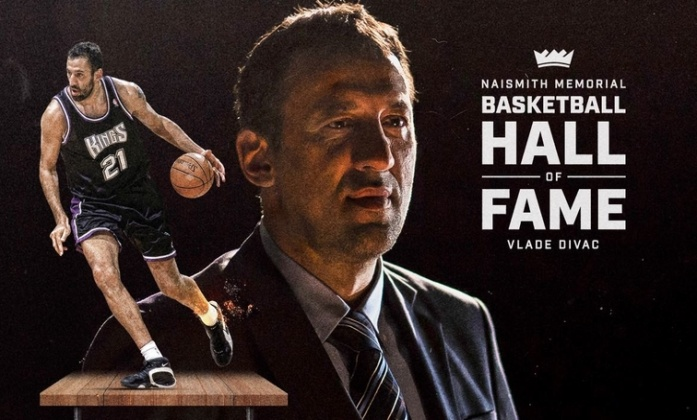 KINGS
21
NAISMITH MEMORIAL
BASKETBALL
HALL
OF
FAME
VLADE DIVAC